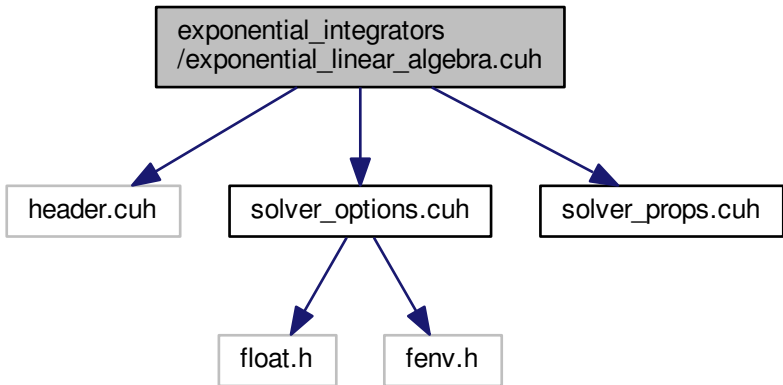 exponential_integrators
/exponential_linear_algebra.cuh
header.cuh
solver_options.cuh
solver_props.cuh
float.h
fenv.h